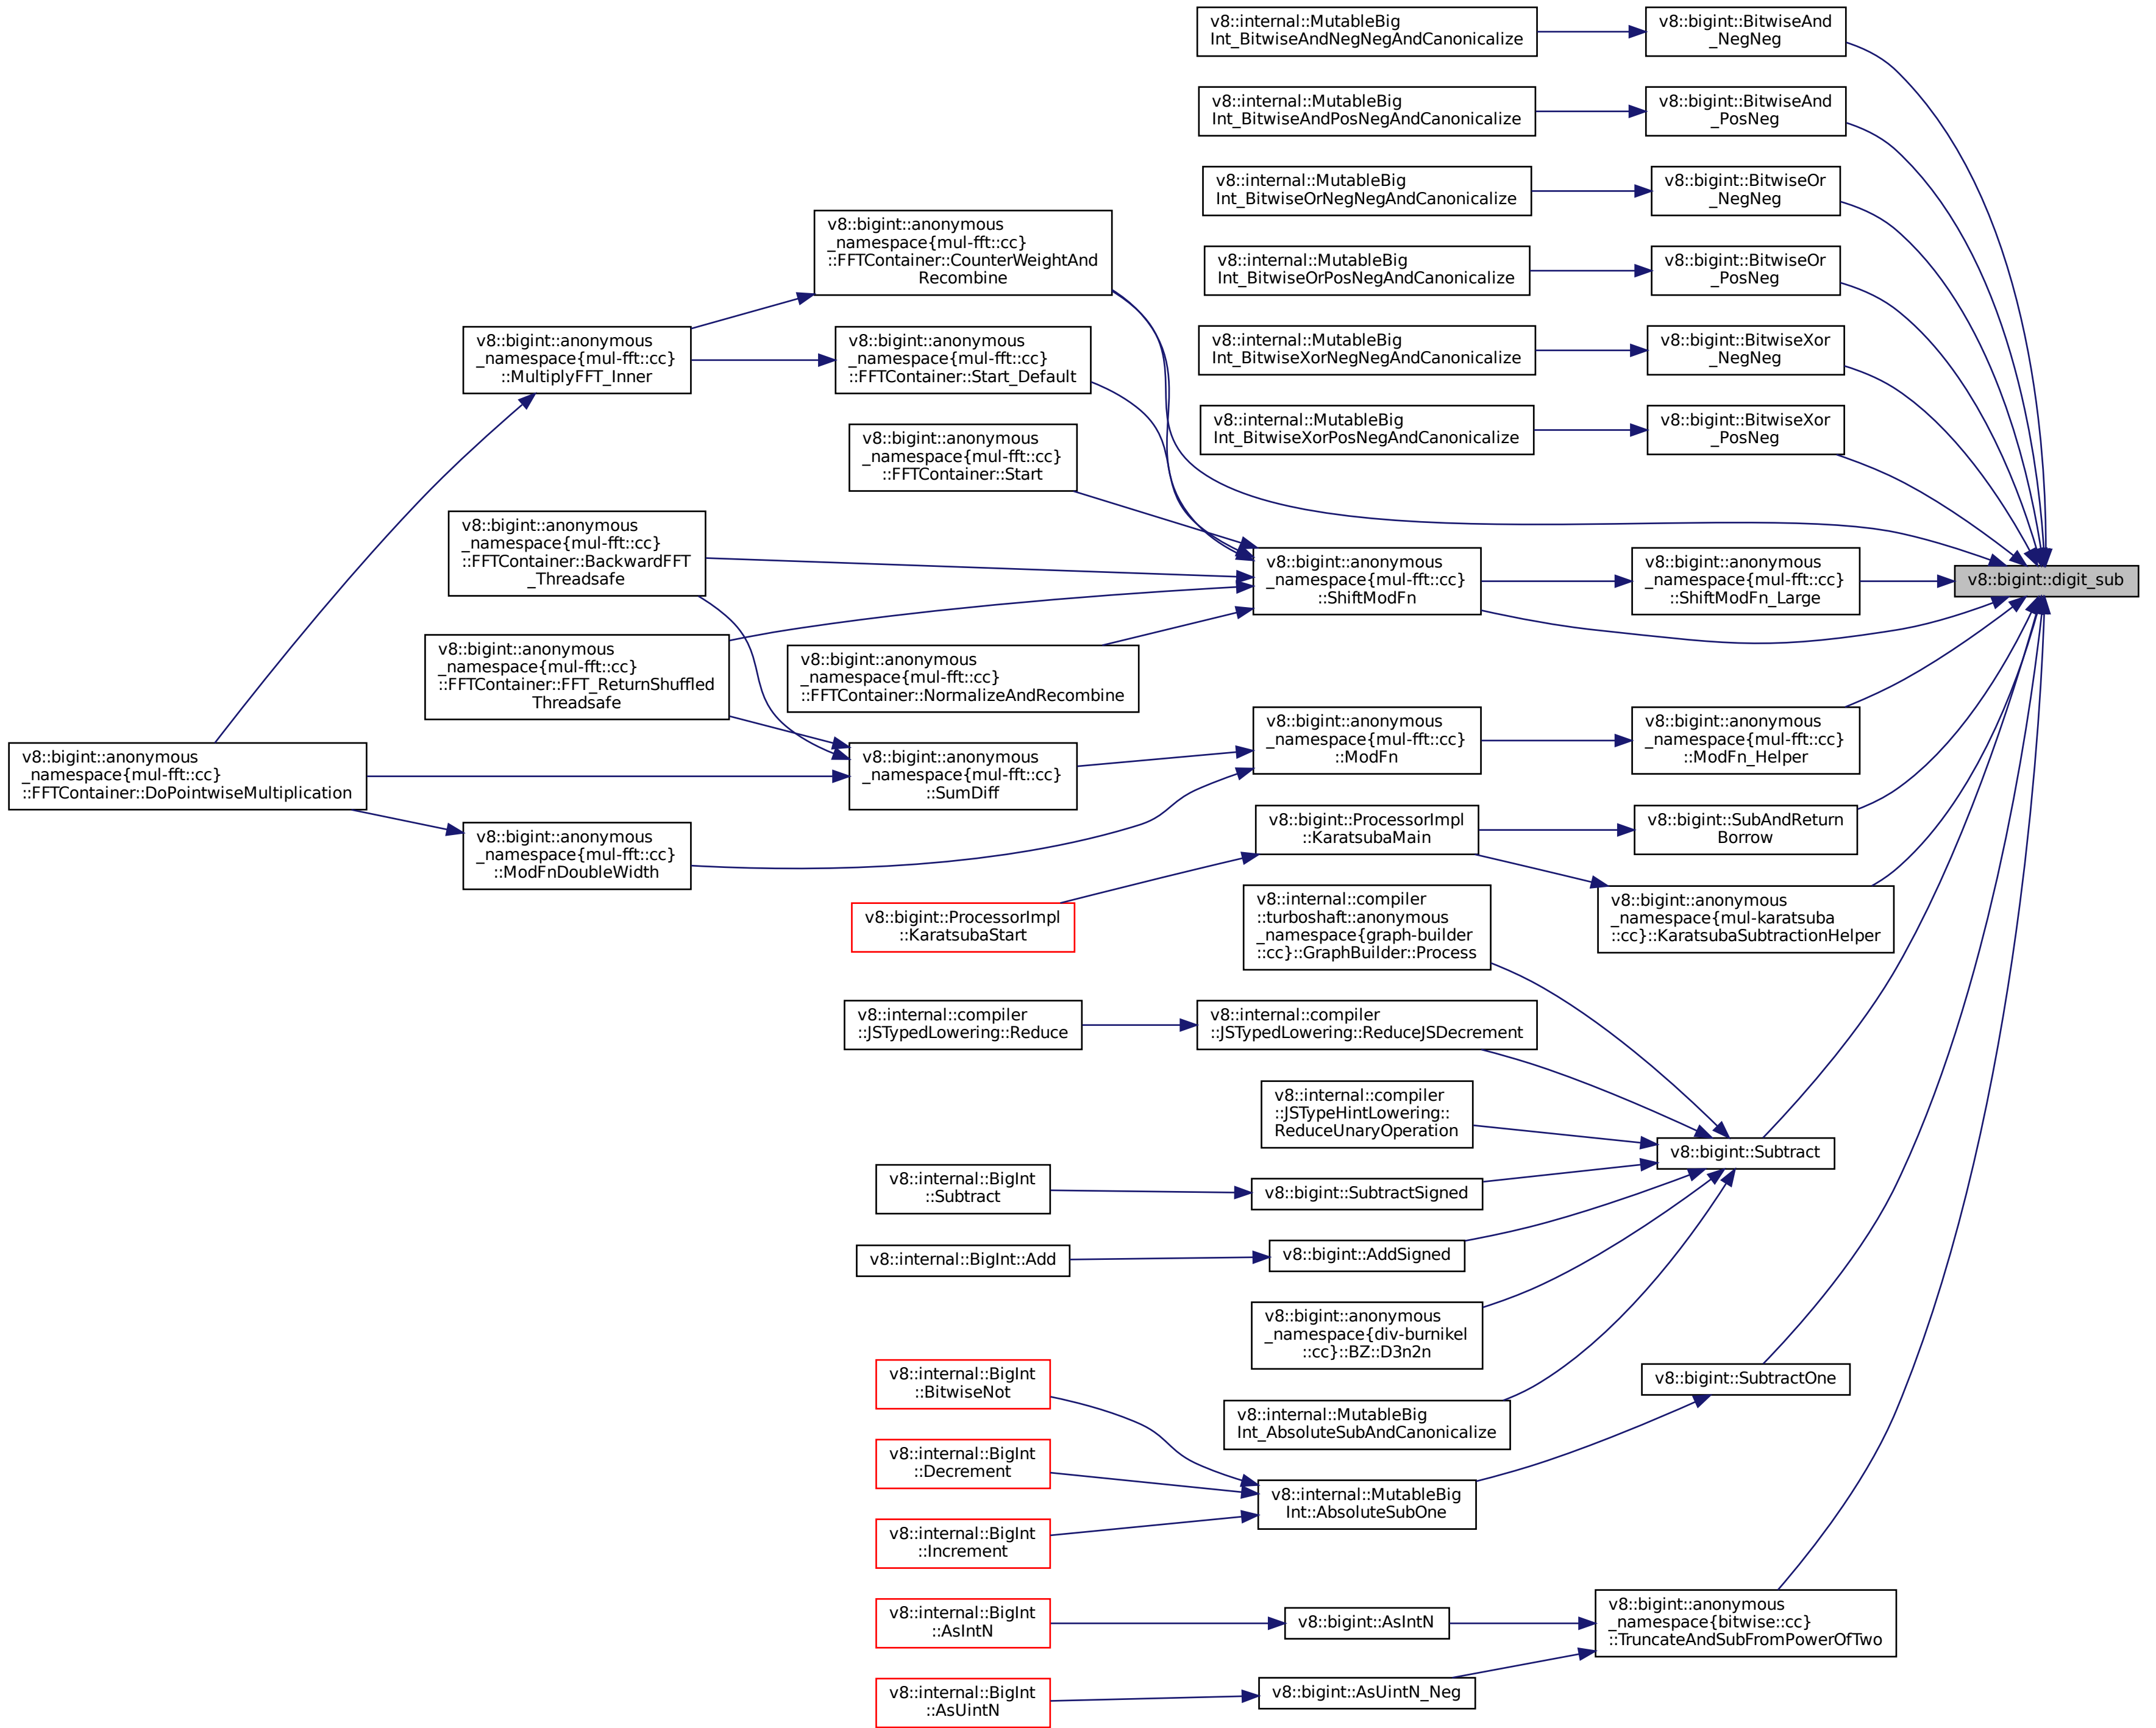 v8::internal::MutableBig
Int_BitwiseAndNegNegAndCanonicalize
v8::bigint::BitwiseAnd
_NegNeg
v8::internal::MutableBig
Int_BitwiseAndPosNegAndCanonicalize
v8::bigint::BitwiseAnd
_PosNeg
v8::internal::MutableBig
Int_BitwiseOrNegNegAndCanonicalize
v8::bigint::BitwiseOr
_NegNeg
v8::internal::MutableBig
Int_BitwiseOrPosNegAndCanonicalize
v8::bigint::BitwiseOr
_PosNeg
v8::internal::MutableBig
Int_BitwiseXorNegNegAndCanonicalize
v8::bigint::BitwiseXor
_NegNeg
v8::internal::MutableBig
Int_BitwiseXorPosNegAndCanonicalize
v8::bigint::BitwiseXor
_PosNeg
v8::bigint::anonymous
_namespace{mul-fft::cc}
::FFTContainer::CounterWeightAnd
Recombine
v8::bigint::anonymous
_namespace{mul-fft::cc}
::MultiplyFFT_Inner
v8::bigint::anonymous
_namespace{mul-fft::cc}
::FFTContainer::Start_Default
v8::bigint::anonymous
_namespace{mul-fft::cc}
::FFTContainer::Start
v8::bigint::anonymous
_namespace{mul-fft::cc}
::FFTContainer::BackwardFFT
_Threadsafe
v8::bigint::anonymous
_namespace{mul-fft::cc}
::ShiftModFn
v8::bigint::anonymous
_namespace{mul-fft::cc}
::ShiftModFn_Large
v8::bigint::digit_sub
v8::bigint::anonymous
_namespace{mul-fft::cc}
::FFTContainer::FFT_ReturnShuffled
Threadsafe
v8::bigint::anonymous
_namespace{mul-fft::cc}
::FFTContainer::NormalizeAndRecombine
v8::bigint::anonymous
_namespace{mul-fft::cc}
::FFTContainer::DoPointwiseMultiplication
v8::bigint::anonymous
_namespace{mul-fft::cc}
::SumDiff
v8::bigint::anonymous
_namespace{mul-fft::cc}
::ModFn
v8::bigint::anonymous
_namespace{mul-fft::cc}
::ModFn_Helper
v8::bigint::anonymous
_namespace{mul-fft::cc}
::ModFnDoubleWidth
v8::bigint::ProcessorImpl
::KaratsubaMain
v8::bigint::SubAndReturn
Borrow
v8::bigint::ProcessorImpl
::KaratsubaStart
v8::bigint::anonymous
_namespace{mul-karatsuba
::cc}::KaratsubaSubtractionHelper
v8::internal::compiler
::turboshaft::anonymous
_namespace{graph-builder
::cc}::GraphBuilder::Process
v8::internal::compiler
::JSTypedLowering::Reduce
v8::internal::compiler
::JSTypedLowering::ReduceJSDecrement
v8::internal::compiler
::JSTypeHintLowering::
ReduceUnaryOperation
v8::bigint::Subtract
v8::internal::BigInt
::Subtract
v8::bigint::SubtractSigned
v8::internal::BigInt::Add
v8::bigint::AddSigned
v8::bigint::anonymous
_namespace{div-burnikel
::cc}::BZ::D3n2n
v8::internal::BigInt
::BitwiseNot
v8::bigint::SubtractOne
v8::internal::MutableBig
Int_AbsoluteSubAndCanonicalize
v8::internal::BigInt
::Decrement
v8::internal::MutableBig
Int::AbsoluteSubOne
v8::internal::BigInt
::Increment
v8::internal::BigInt
::AsIntN
v8::bigint::AsIntN
v8::bigint::anonymous
_namespace{bitwise::cc}
::TruncateAndSubFromPowerOfTwo
v8::internal::BigInt
::AsUintN
v8::bigint::AsUintN_Neg